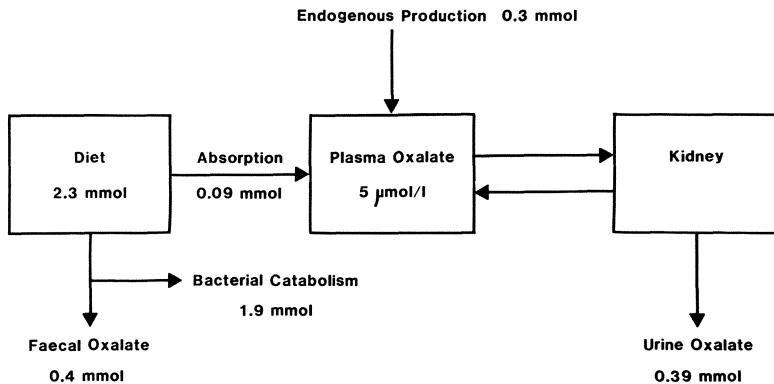 Endogenous Production 0.3 mmol
Diet
2.3 mmol
Absorption
0.09 mmol
Plasma Oxalate
5 µmol/l
Kidney
Bacterial Catabolism
1.9 mmol
Faecal Oxalate
0.4 mmol
Urine Oxalate
0.39 mmol